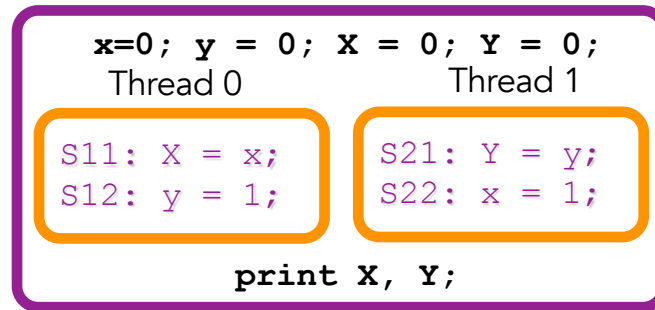 x=0; y = 0; X = 0; Y = 0;
Thread 0 Thread 1
S11: X = x;
S12: y = 1;
S21: Y = y;
S22: x = 1;
print X, Y;